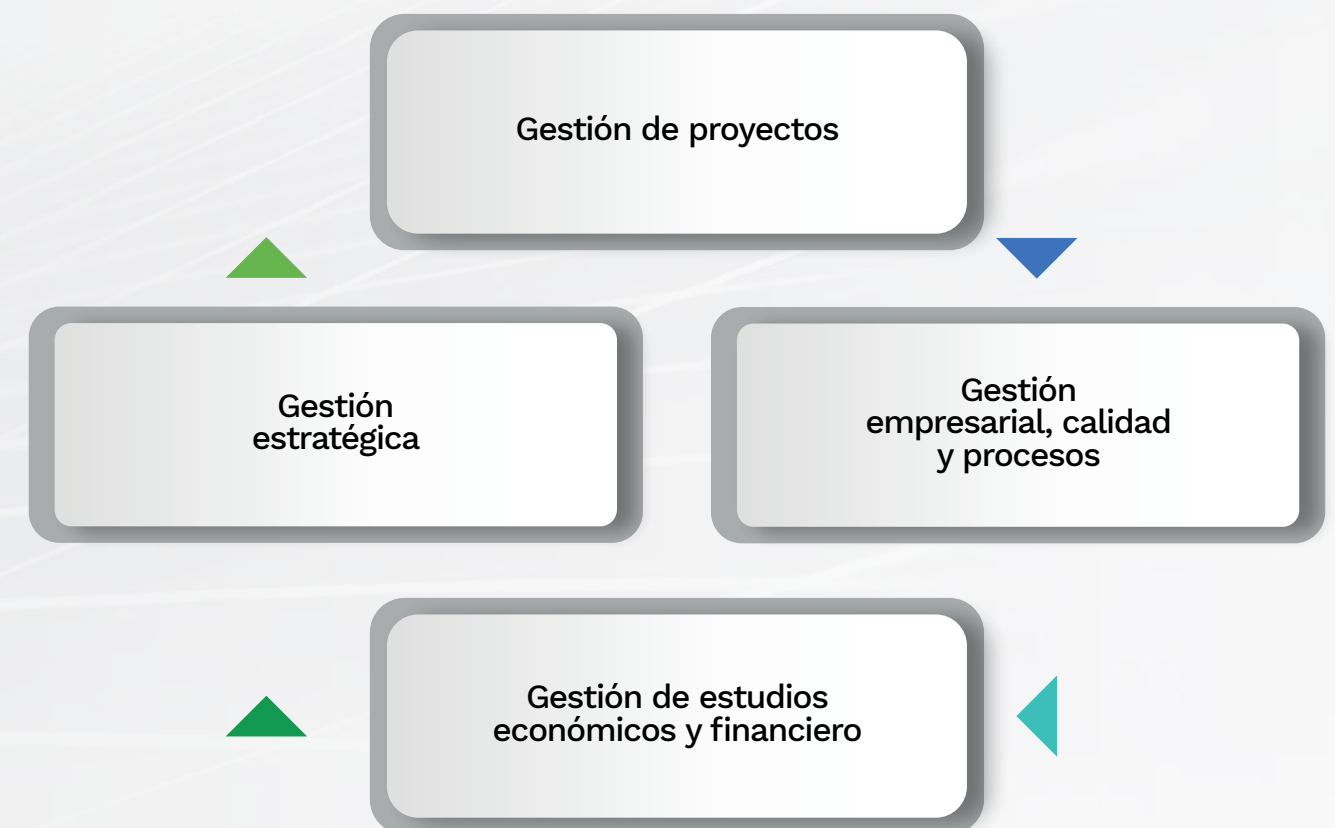 Gestión de proyectos
Gestión
estratégica
Gestión
empresarial, calidad
y procesos
Gestión de estudios
económicos y financiero